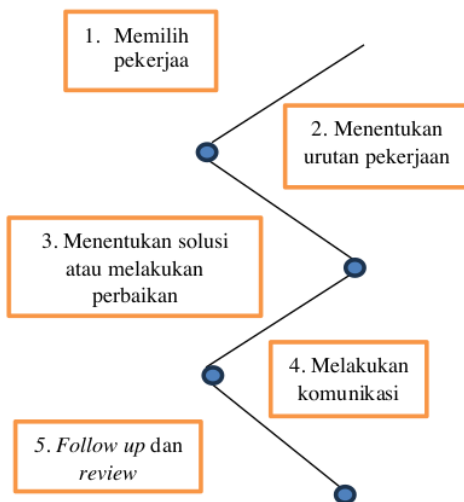 1. Memilih
pekerjaa
2. Menentukan
urutan pekerjaan
3. Menentukan solusi
atau melakukan
perbaikan
4. Melakukan
komunikasi
5. Follow up dan
review